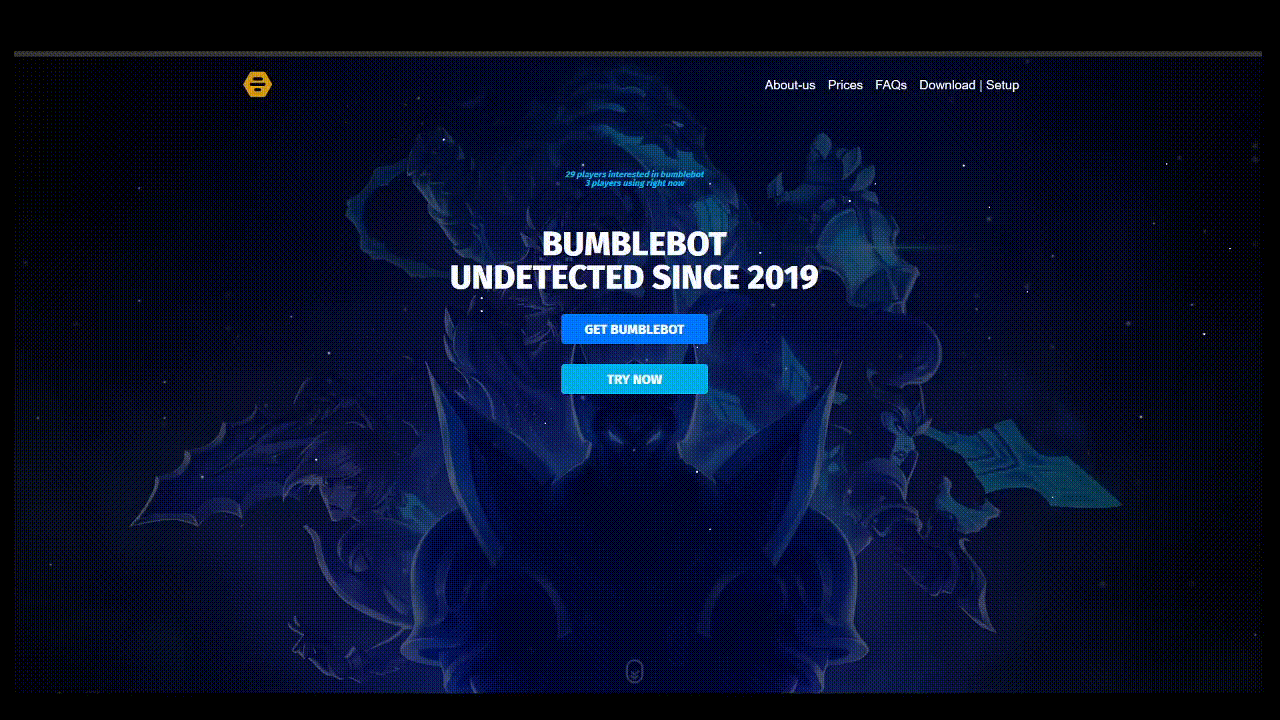 About-us Prices FAQs Download | Setup
29 players interested in bumblebot
3 players using right now
BUMBLEBOT
UNDETECTED SINCE 2019
GET BUMBLEBOT
TRY NOW